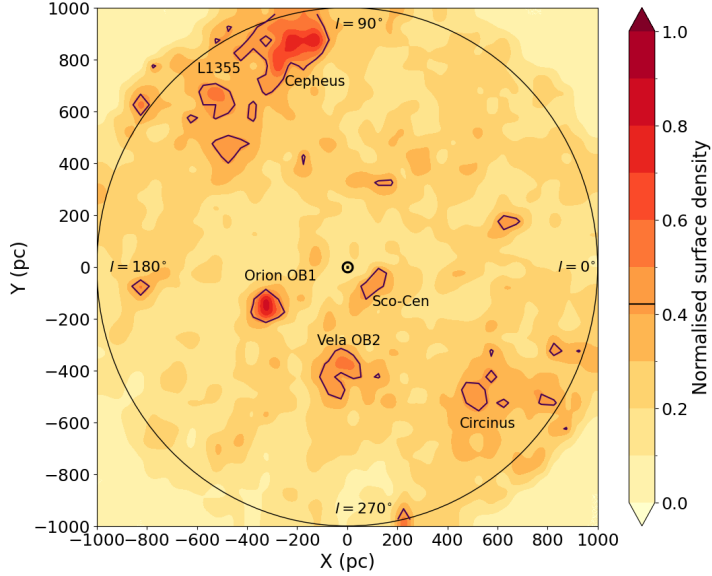 1000
800
600
400
200
0
−200
−400
−600
−800
−1000
Y (pc)
−1000 −800 −600 −400 −200 0 200 400 600 800 1000
X (pc)
l = 90°
L1355
Cepheus
l = 180°
l = 0°
Orion OB1
Sco-Cen
Vela OB2
Circinus
l = 270°
1.0
0.8
0.6
0.4
0.2
0.0
Normalised surface density